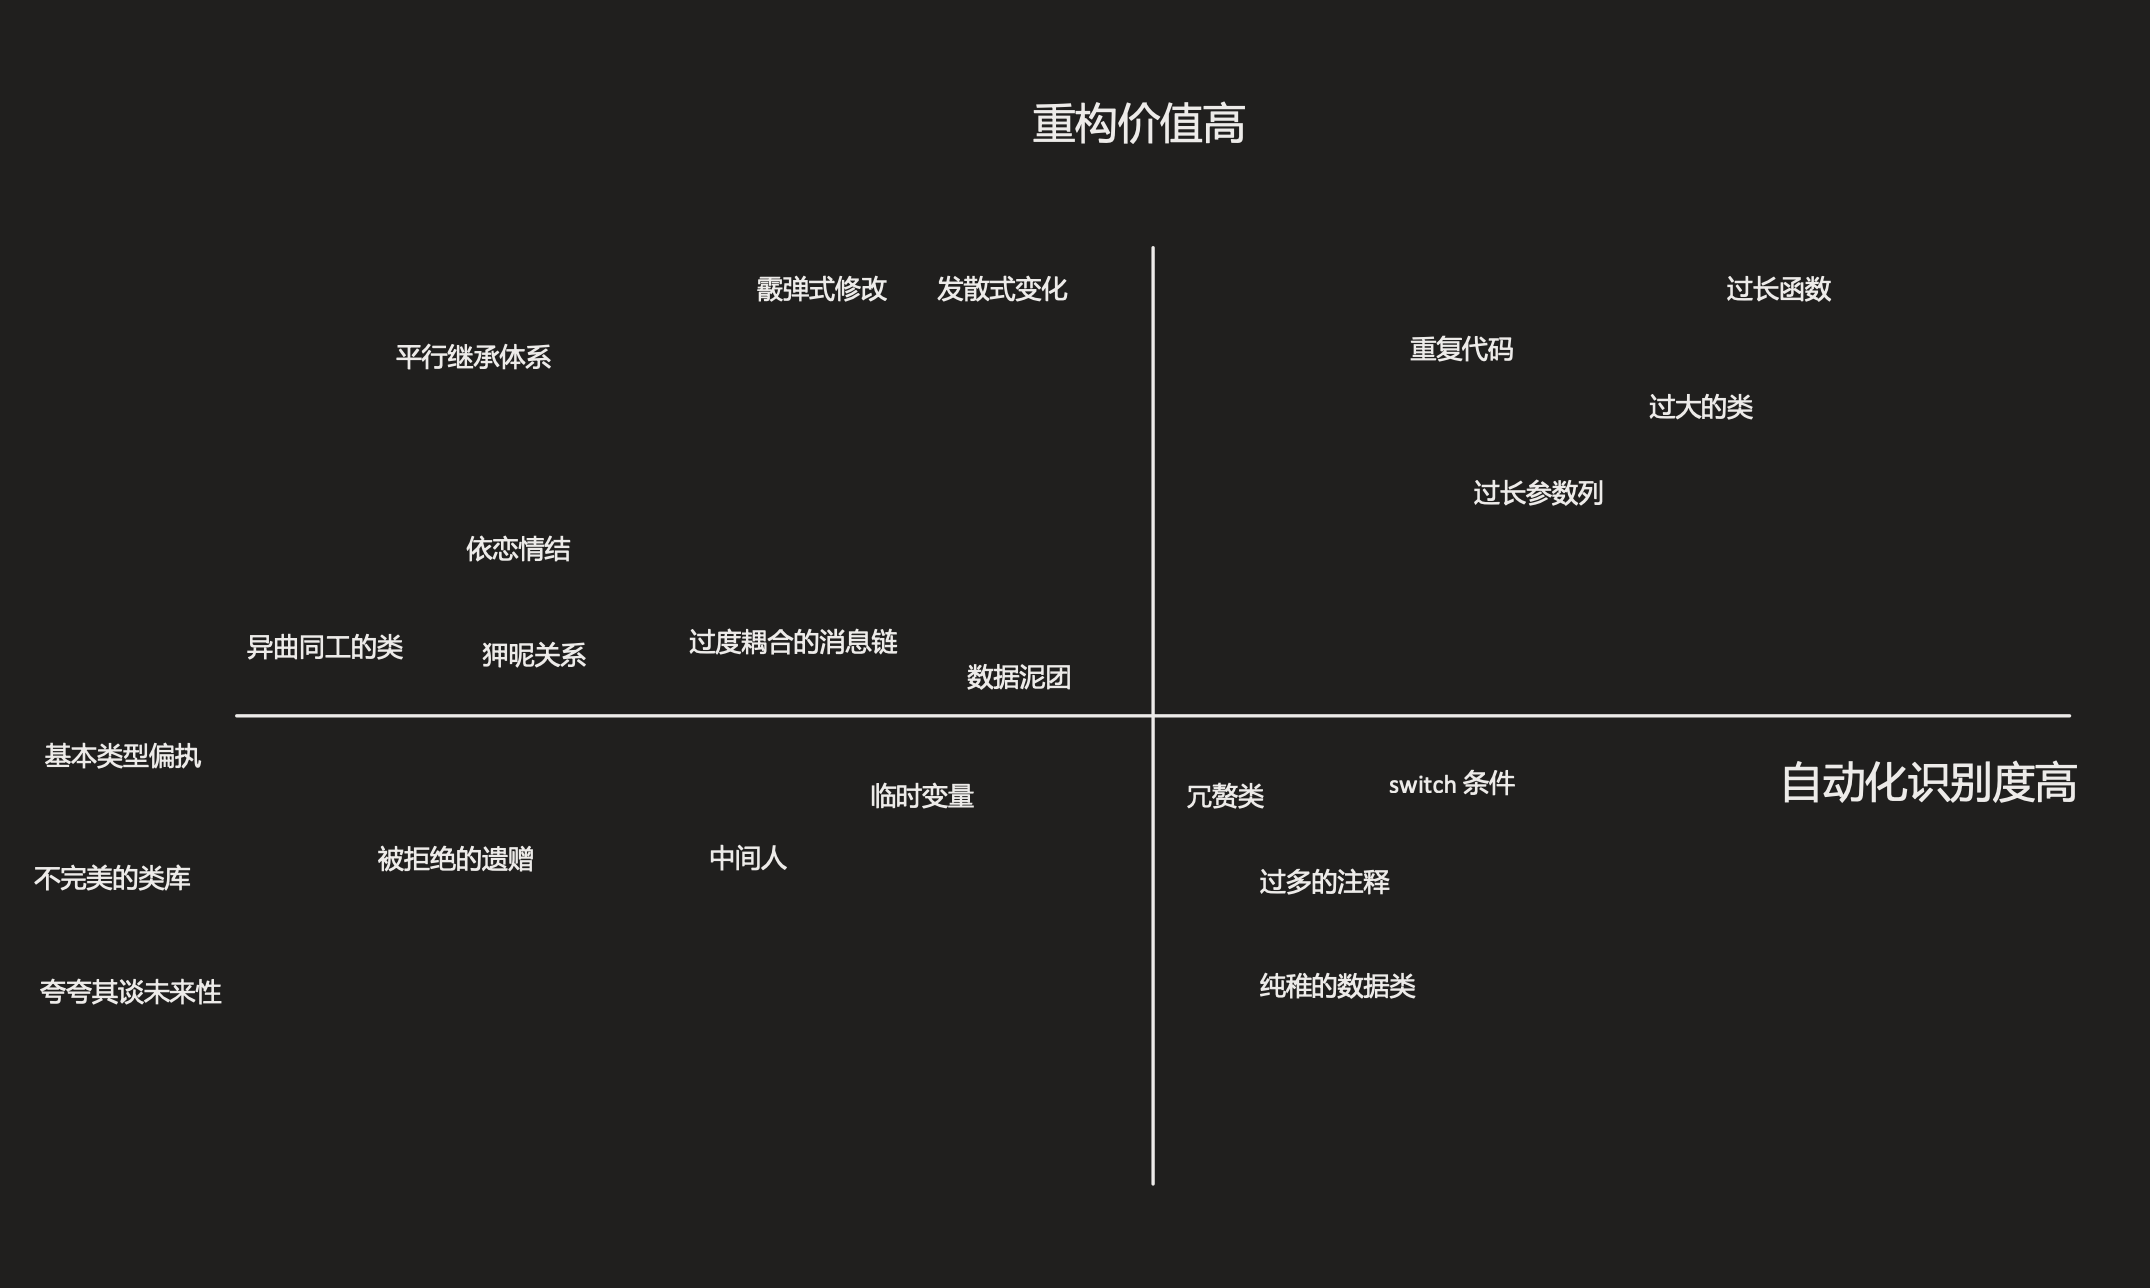 重构价值高
霰弹式修改
发散式变化
过长函数
重复代码
平行继承体系
过大的类
过长参数列
依恋情结
异曲同工的类
狎昵关系
过度耦合的消息链
数据泥团
基本类型偏执
临时变量
冗赘类
switch 条件
自动化识别度高
被拒绝的遗赠
中间人
不完美的类库
过多的注释
夸夸其谈未来性
纯稚的数据类